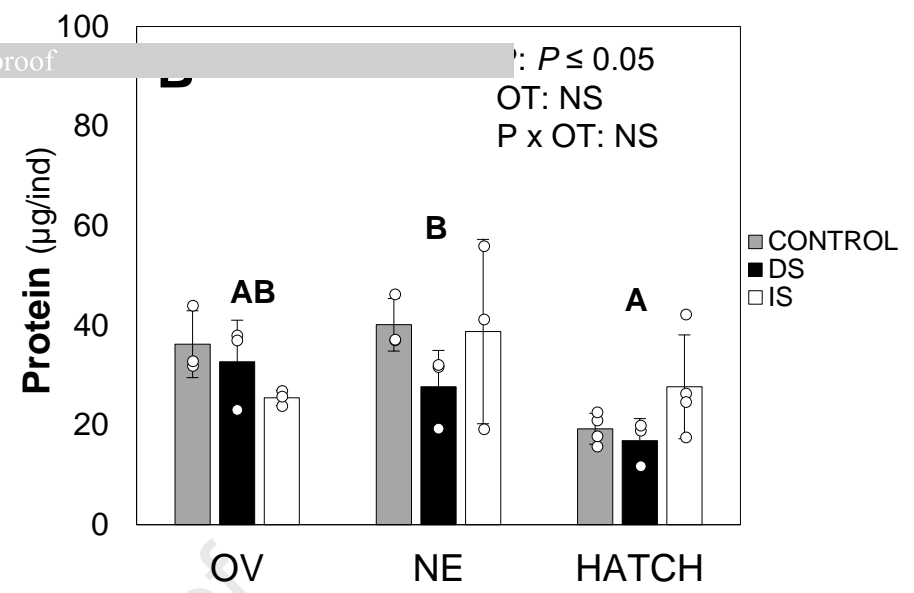 100
80
60
40
20
0
Protein (µg/ind)
: P ≤ 0.05
OT: NS
P x OT: NS
AB
B
A
CONTROL
DS
IS
OV
NE
HATCH